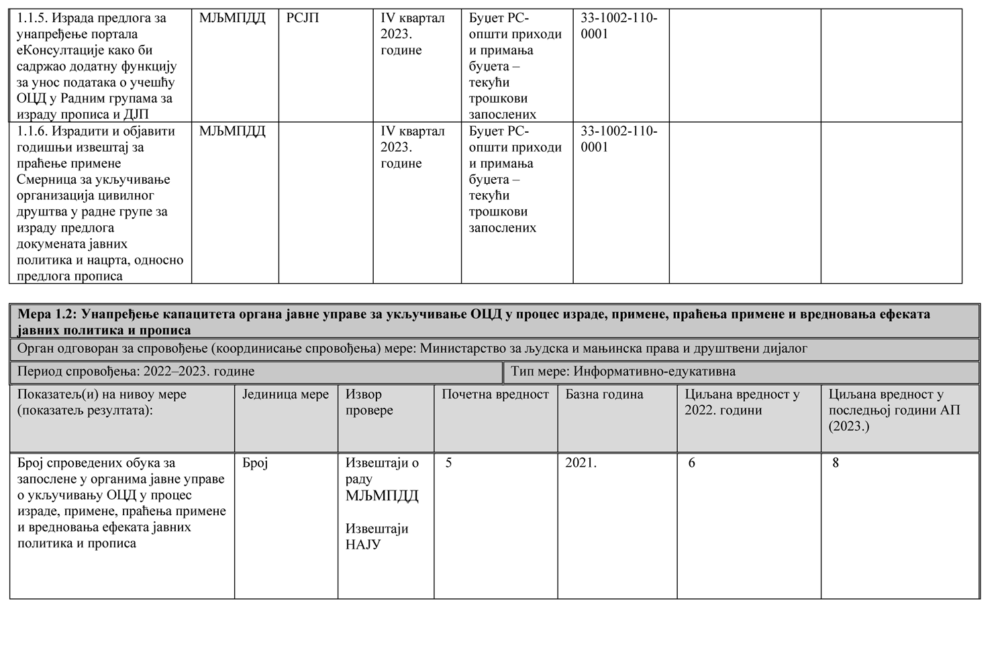 1.1.5. Израда предлога за
унапређење портала
еКонсултације како би
садржао додатну функцију
за унос података о учешћу
ОЦД у Радним групама за
израду прописа и ДЈП
МЉМПДД
РСЈП
IV квартал
2023.
године
Буџет РС-
општи приходи
и примања
буџета –
текући
трошкови
запослених
33-1002-110-
0001
1.1.6. Израдити и објавити
годишњи извештај за
праћење примене
Смерница за укључивање
организација цивилног
друштва у радне групе за
израду предлога
докумената јавних
политика и нацрта, односно
предлога прописа
МЉМПДД
IV квартал
2023.
године
Буџет РС-
општи приходи
и примања
буџета –
текући
трошкови
запослених
33-1002-110-
0001
Мера 1.2: Унапређење капацитета органа јавне управе за укључивање ОЦД у процес израде, примене, праћења примене и вредновања ефеката
јавних политика и прописа
Орган одговоран за спровођење (координисање спровођења) мере: Министарство за људска и мањинска права и друштвени дијалог
Период спровођења: 2022–2023. године
Тип мере: Информативно-едукативна
Показатељ(и) на нивоу мере
(показатељ резултата):
Јединица мере
Извор
провере
Почетна вредност
Базна година
Циљана вредност у
2022. години
Циљана вредност у
последњој години АП
(2023.)
Број спроведених обука за
запослене у органима јавне управе
о укључивању ОЦД у процес
израде, примене, праћења примене
и вредновања ефеката јавних
политика и прописа
Број
Извештаји о
раду
МЉМПДД
Извештаји
НАЈУ
5
2021.
6
8